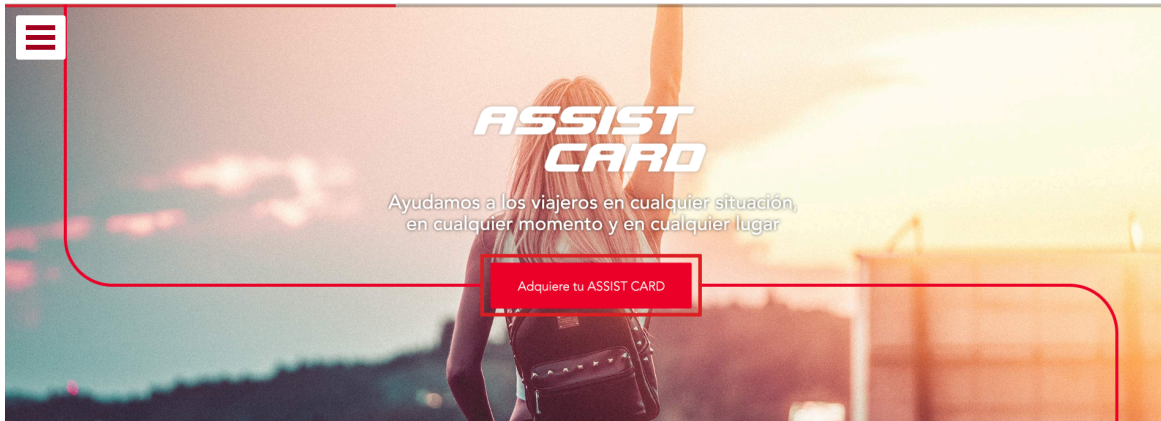 ASSIST
CARD
Ayudamos a los viajeros en cualquier situación,
en cualquier momento y en cualquier lugar
Adquiere tu ASSIST CARD